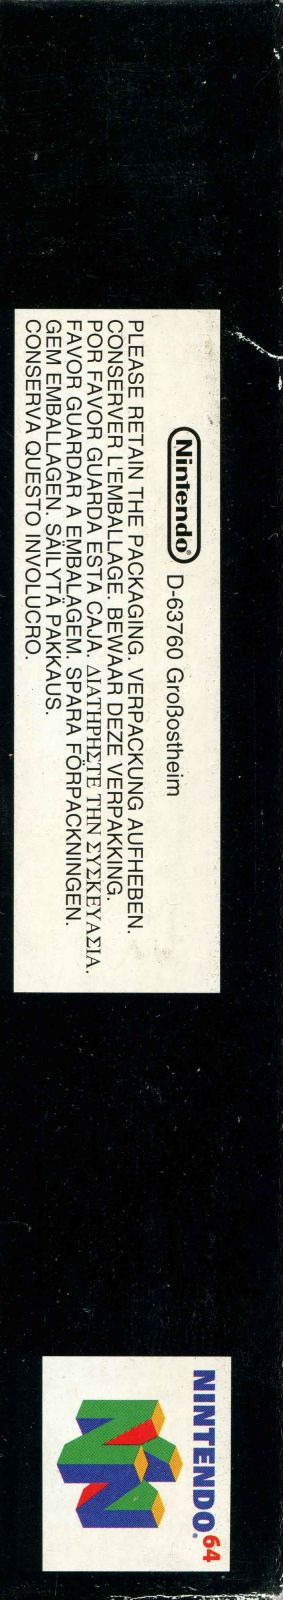 Nintendo® D-63760 Großostheim
PLEASE RETAIN THE PACKAGING. VERPACKUNG AUFHEBEN.
CONSERVER L'EMBALLAGE. BEWAAR DEZE VERPAKKING.
POR FAVOR GUARDA ESTA CAJA. ΔΙΑΤΗΡΗΣΤΕ ΤΗΝ ΣΥΣΚΕΥΑΣΙΑ.
FAVOR GUARDAR A EMBALAGEM. SPARA FÖRPACKNINGEN.
GEM EMBALLAGEN. SÄILYTÄ PAKKAUS.
CONSERVA QUESTO INVOLUCRO.
NINTENDO® 64